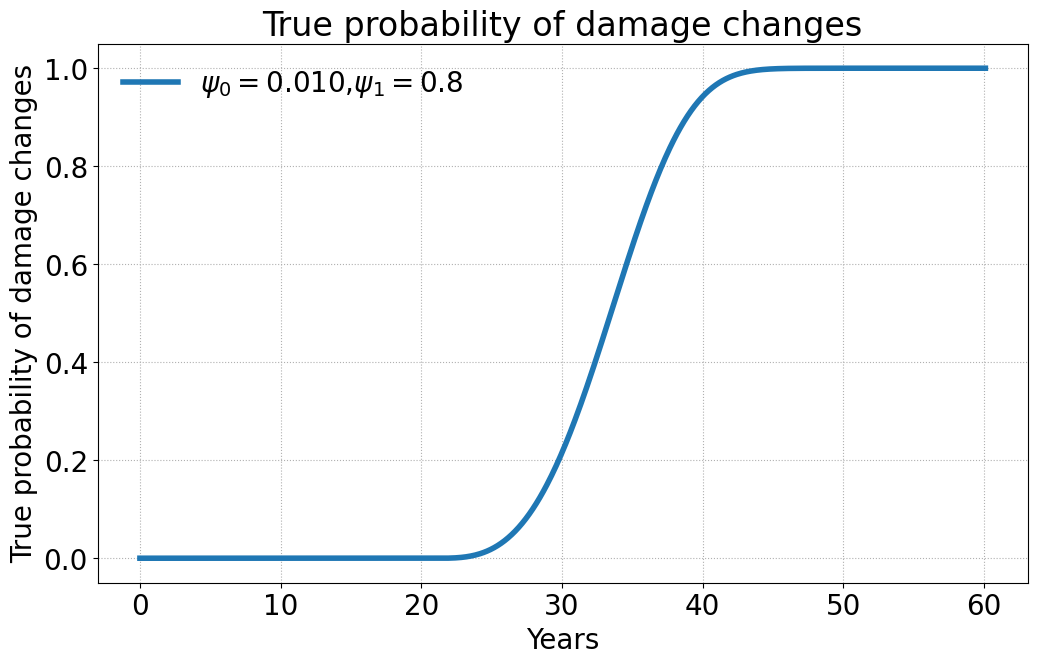 True probability of damage changes
True probability of damage changes
1.0
0.8
0.6
0.4
0.2
0.0
ψ₀ = 0.010,ψ₁ = 0.8
0 10 20 30 40 50 60
Years